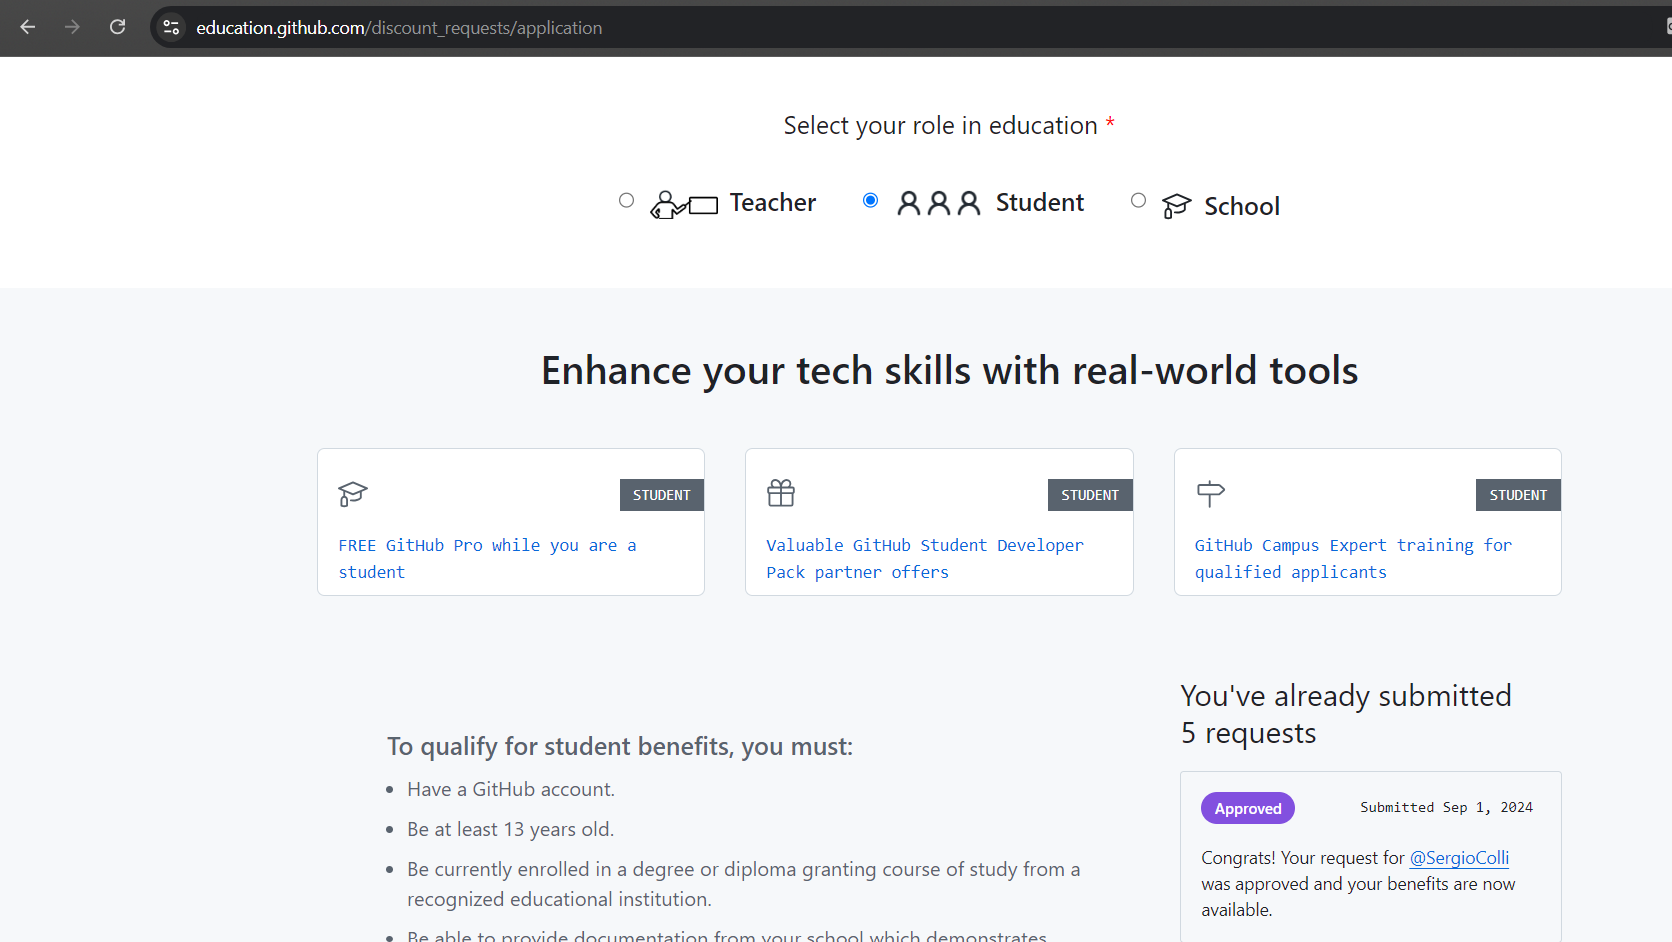 education.github.com/discount_requests/application
Select your role in education *
Teacher
Student
School
Enhance your tech skills with real-world tools
STUDENT
FREE GitHub Pro while you are a
student
STUDENT
Valuable GitHub Student Developer
Pack partner offers
STUDENT
GitHub Campus Expert training for
qualified applicants
To qualify for student benefits, you must:
• Have a GitHub account.
• Be at least 13 years old.
• Be currently enrolled in a degree or diploma granting course of study from a
recognized educational institution.
• Be able to provide documentation from your school which demonstrates
You've already submitted
5 requests
Approved
Submitted Sep 1, 2024
Congrats! Your request for @SergioColli
was approved and your benefits are now
available.